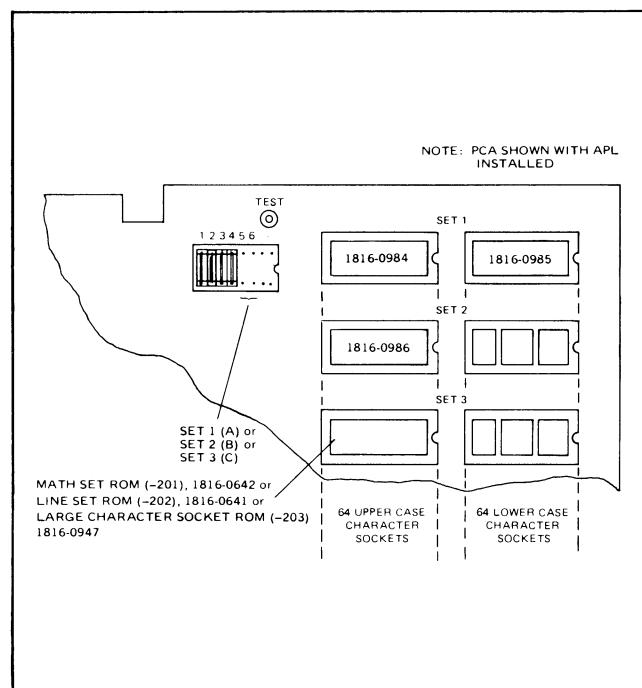 NOTE: PCA SHOWN WITH APL
INSTALLED
TEST
1 2 3 4 5 6
SET 1
1816-0984
1816-0985
SET 2
1816-0986
SET 3
SET 1 (A) or
SET 2 (B) or
SET 3 (C)
MATH SET ROM (-201), 1816-0642 or
LINE SET ROM (-202), 1816-0641 or
LARGE CHARACTER SOCKET ROM (-203)
1816-0947
64 UPPER CASE
CHARACTER
SOCKETS
64 LOWER CASE
CHARACTER
SOCKETS